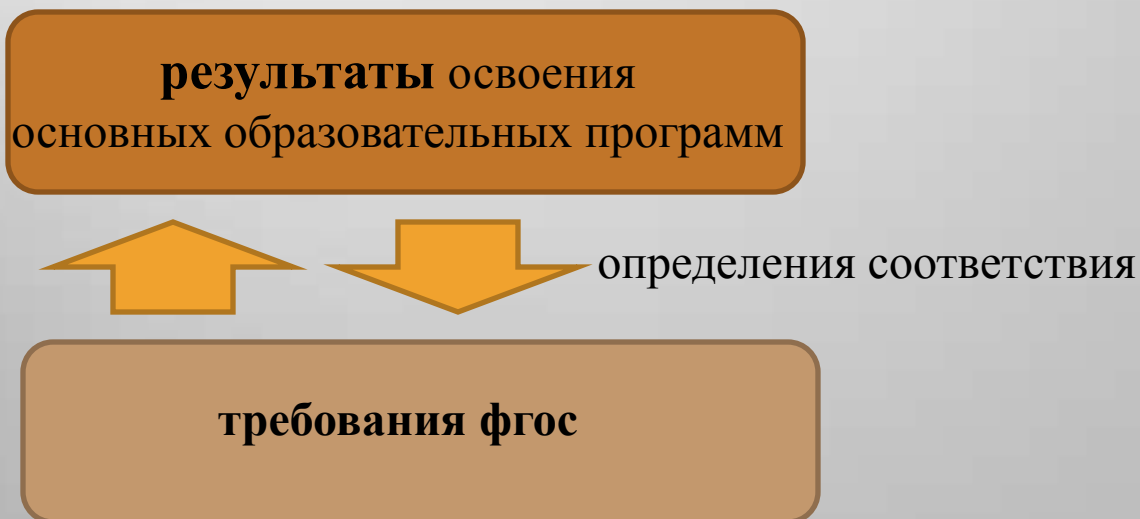 результаты освоения
основных образовательных программ
определения соответствия
требования фгос